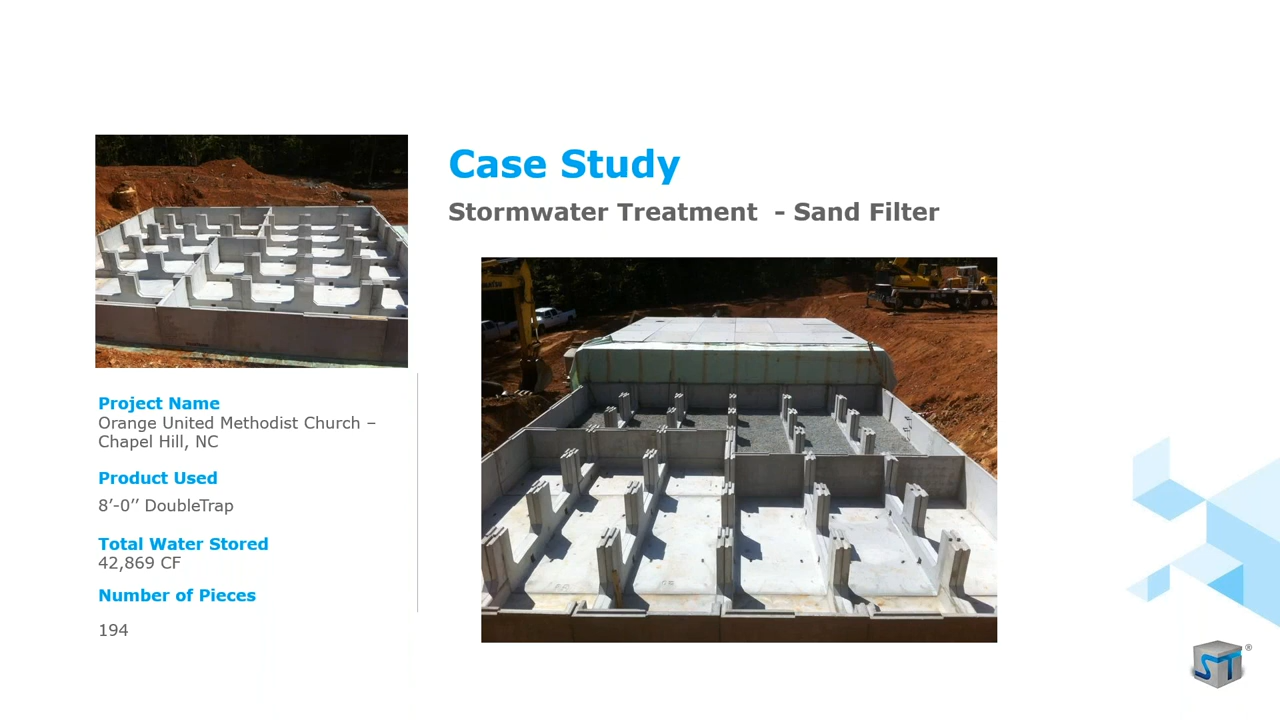 Case Study
Stormwater Treatment - Sand Filter
Project Name
Orange United Methodist Church –
Chapel Hill, NC
Product Used
8’-0’’ DoubleTrap
Total Water Stored
42,869 CF
Number of Pieces
194
ST®